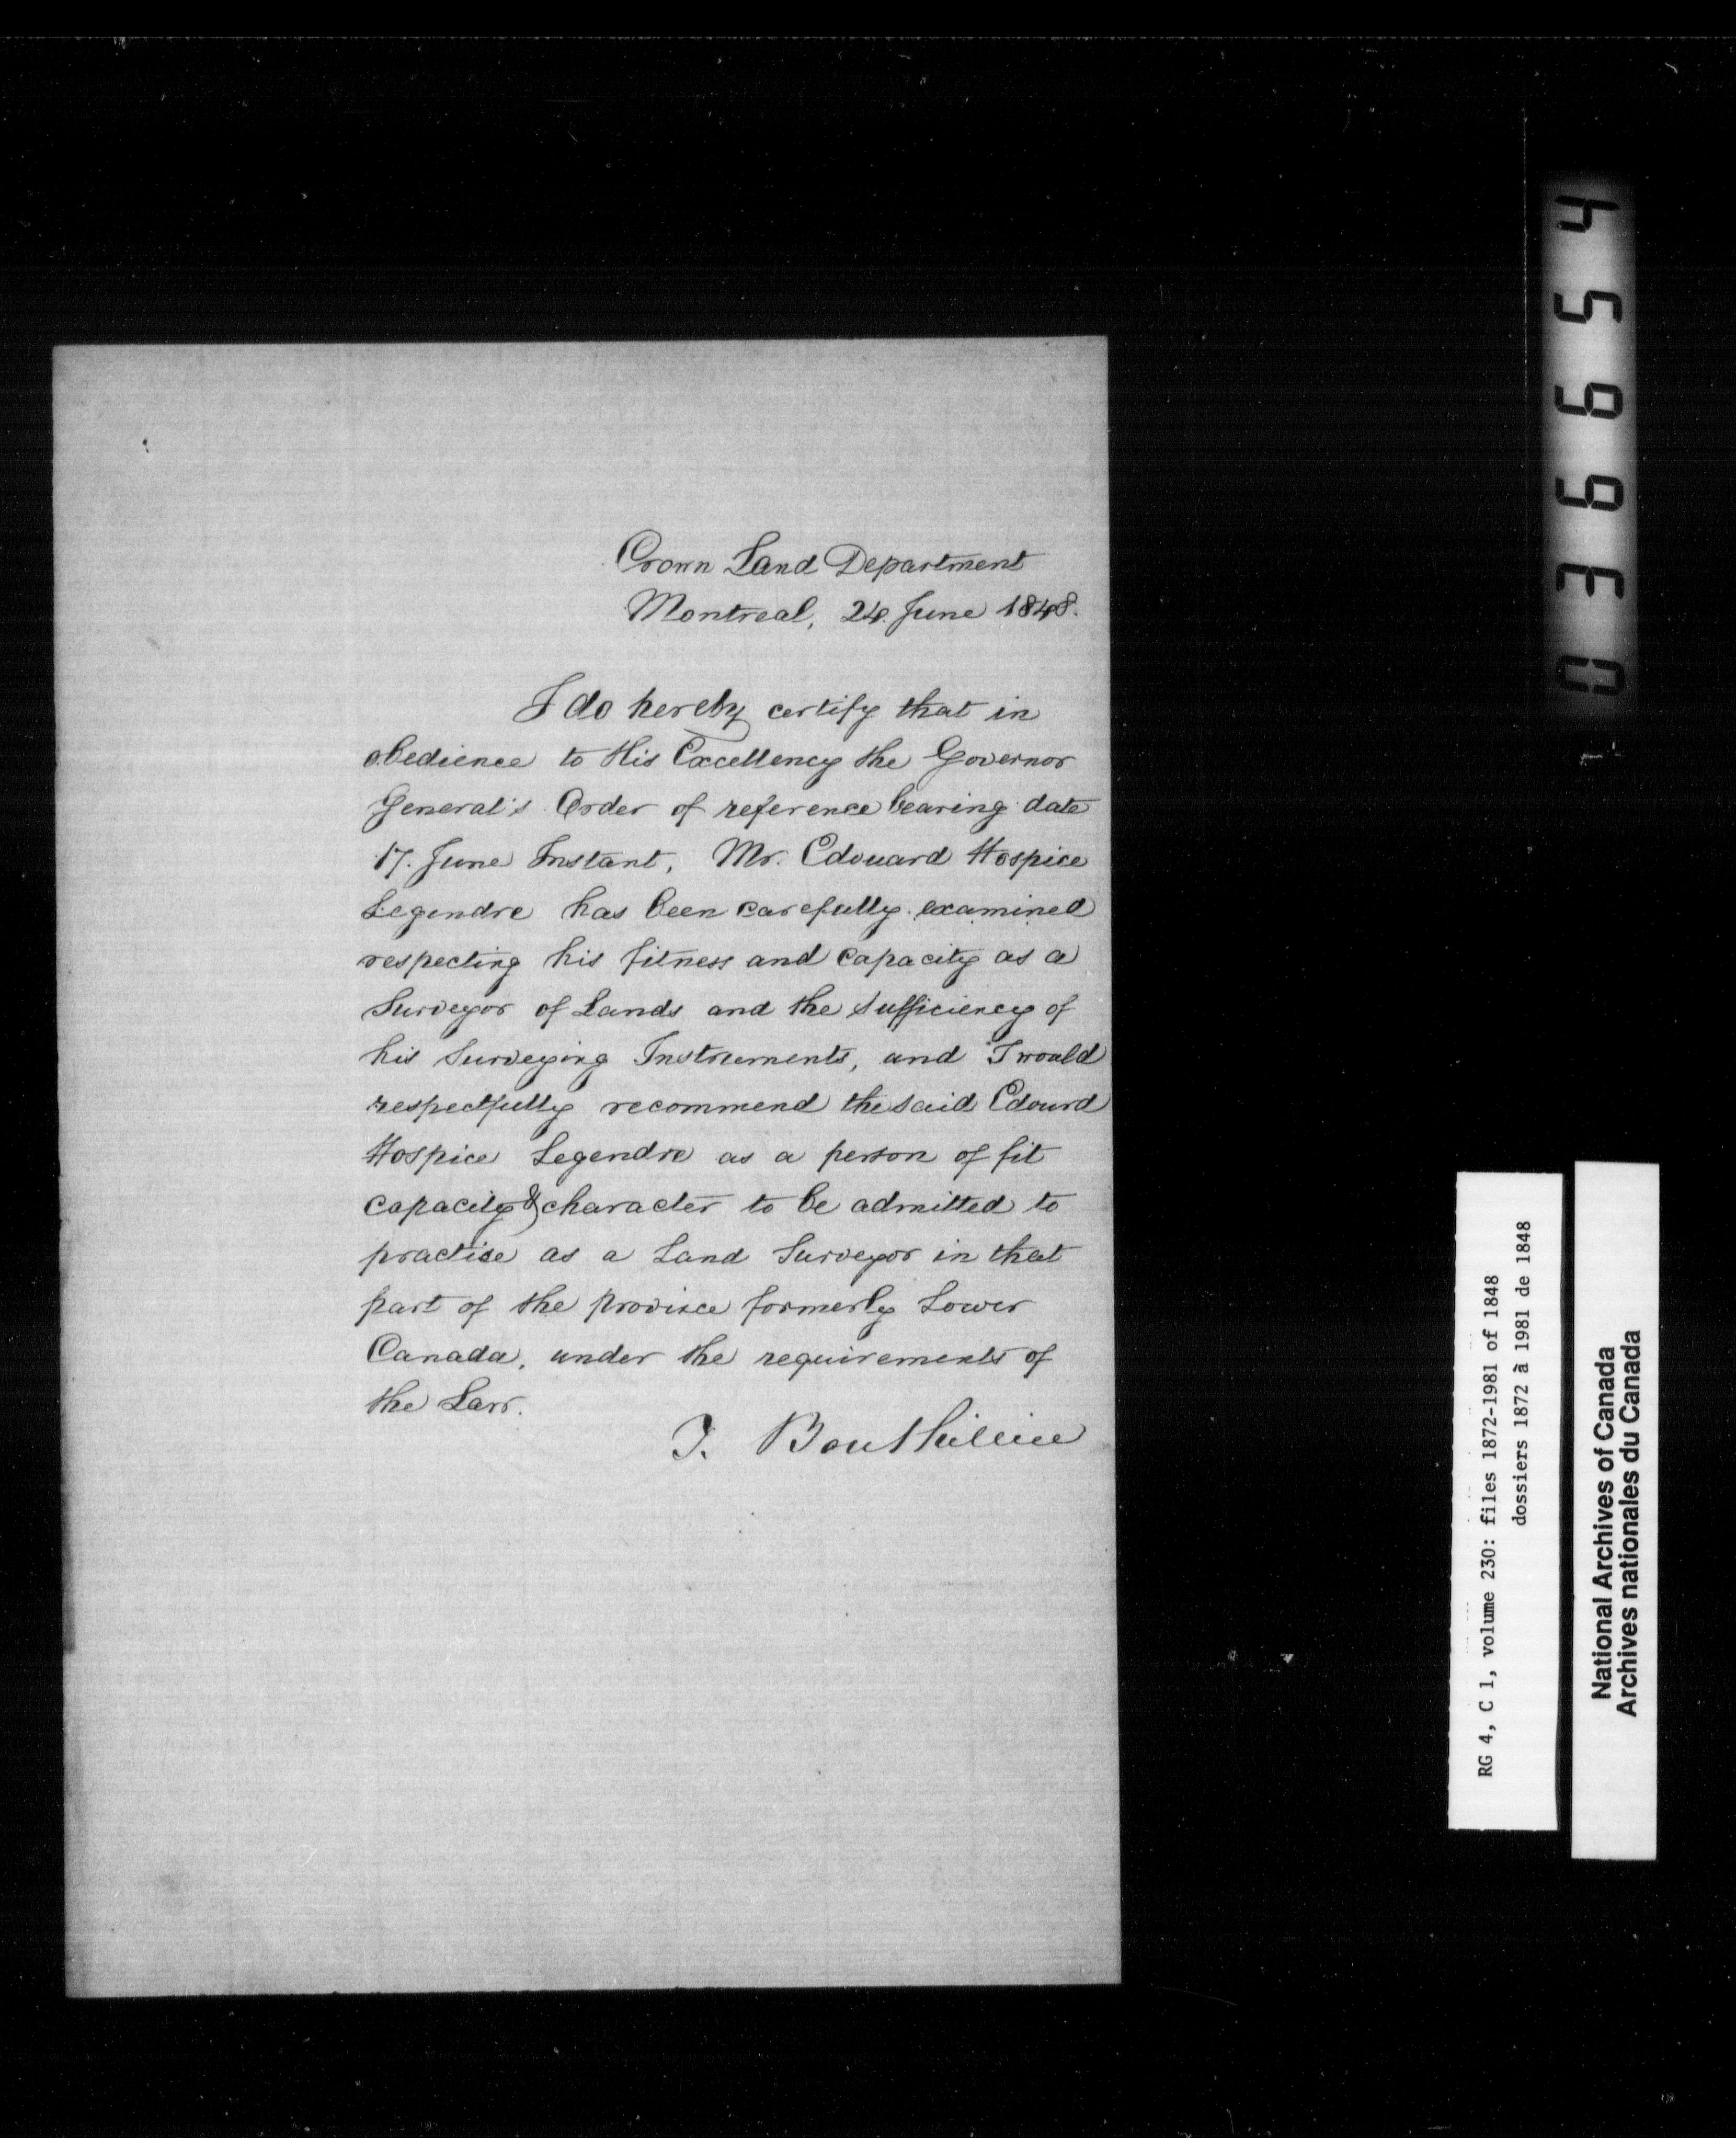 Crown Land Department
Montreal, 24. June 1848.
I do hereby certify that in
obedience to His Excellency the Governor
General's Order of reference bearing date
17. June Instant, Mr. Edouard Hospice
Legendre has been carefully examined
respecting his fitness and capacity as a
Surveyor of Lands and the sufficiency of
his Surveying Instruments, and I would
respectfully recommend the said Edourd
Hospice Legendre as a person of fit
capacity & character to be admitted to
practise as a Land Surveyor in that
part of the province formerly Lower
Canada, under the requirements of
the Law.
T. Bouthillier
036654
RG 4, C 1, volume 230: files 1872-1981 of 1848
dossiers 1872 à 1981 de 1848
National Archives of Canada
Archives nationales du Canada